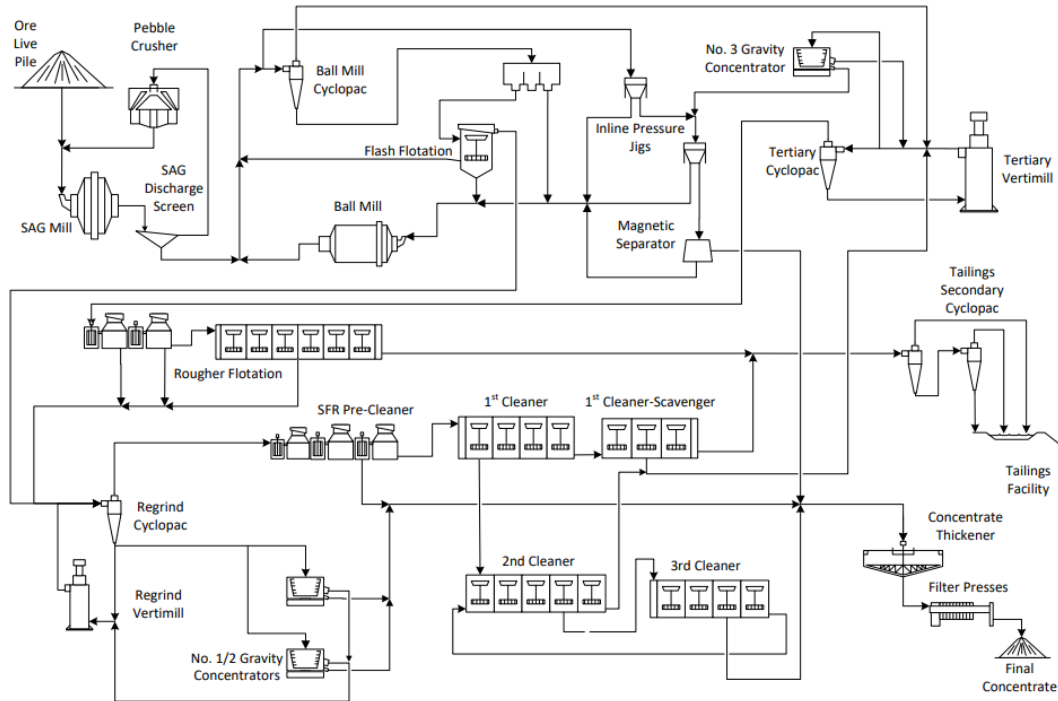 Ore
Live
Pile
Pebble
Crusher
Ball Mill
Cyclopac
No. 3 Gravity
Concentrator
Flash Flotation
Inline Pressure
Jigs
Tertiary
Cyclopac
Tertiary
Vertimill
SAG
Discharge
Screen
SAG Mill
Ball Mill
Magnetic
Separator
Tailings
Secondary
Cyclopac
Rougher Flotation
SFR Pre-Cleaner
1st Cleaner
1st Cleaner-Scavenger
Tailings
Facility
Regrind
Cyclopac
Concentrate
Thickener
2nd Cleaner
3rd Cleaner
Filter Presses
Regrind
Vertimill
No. 1/2 Gravity
Concentrators
Final
Concentrate